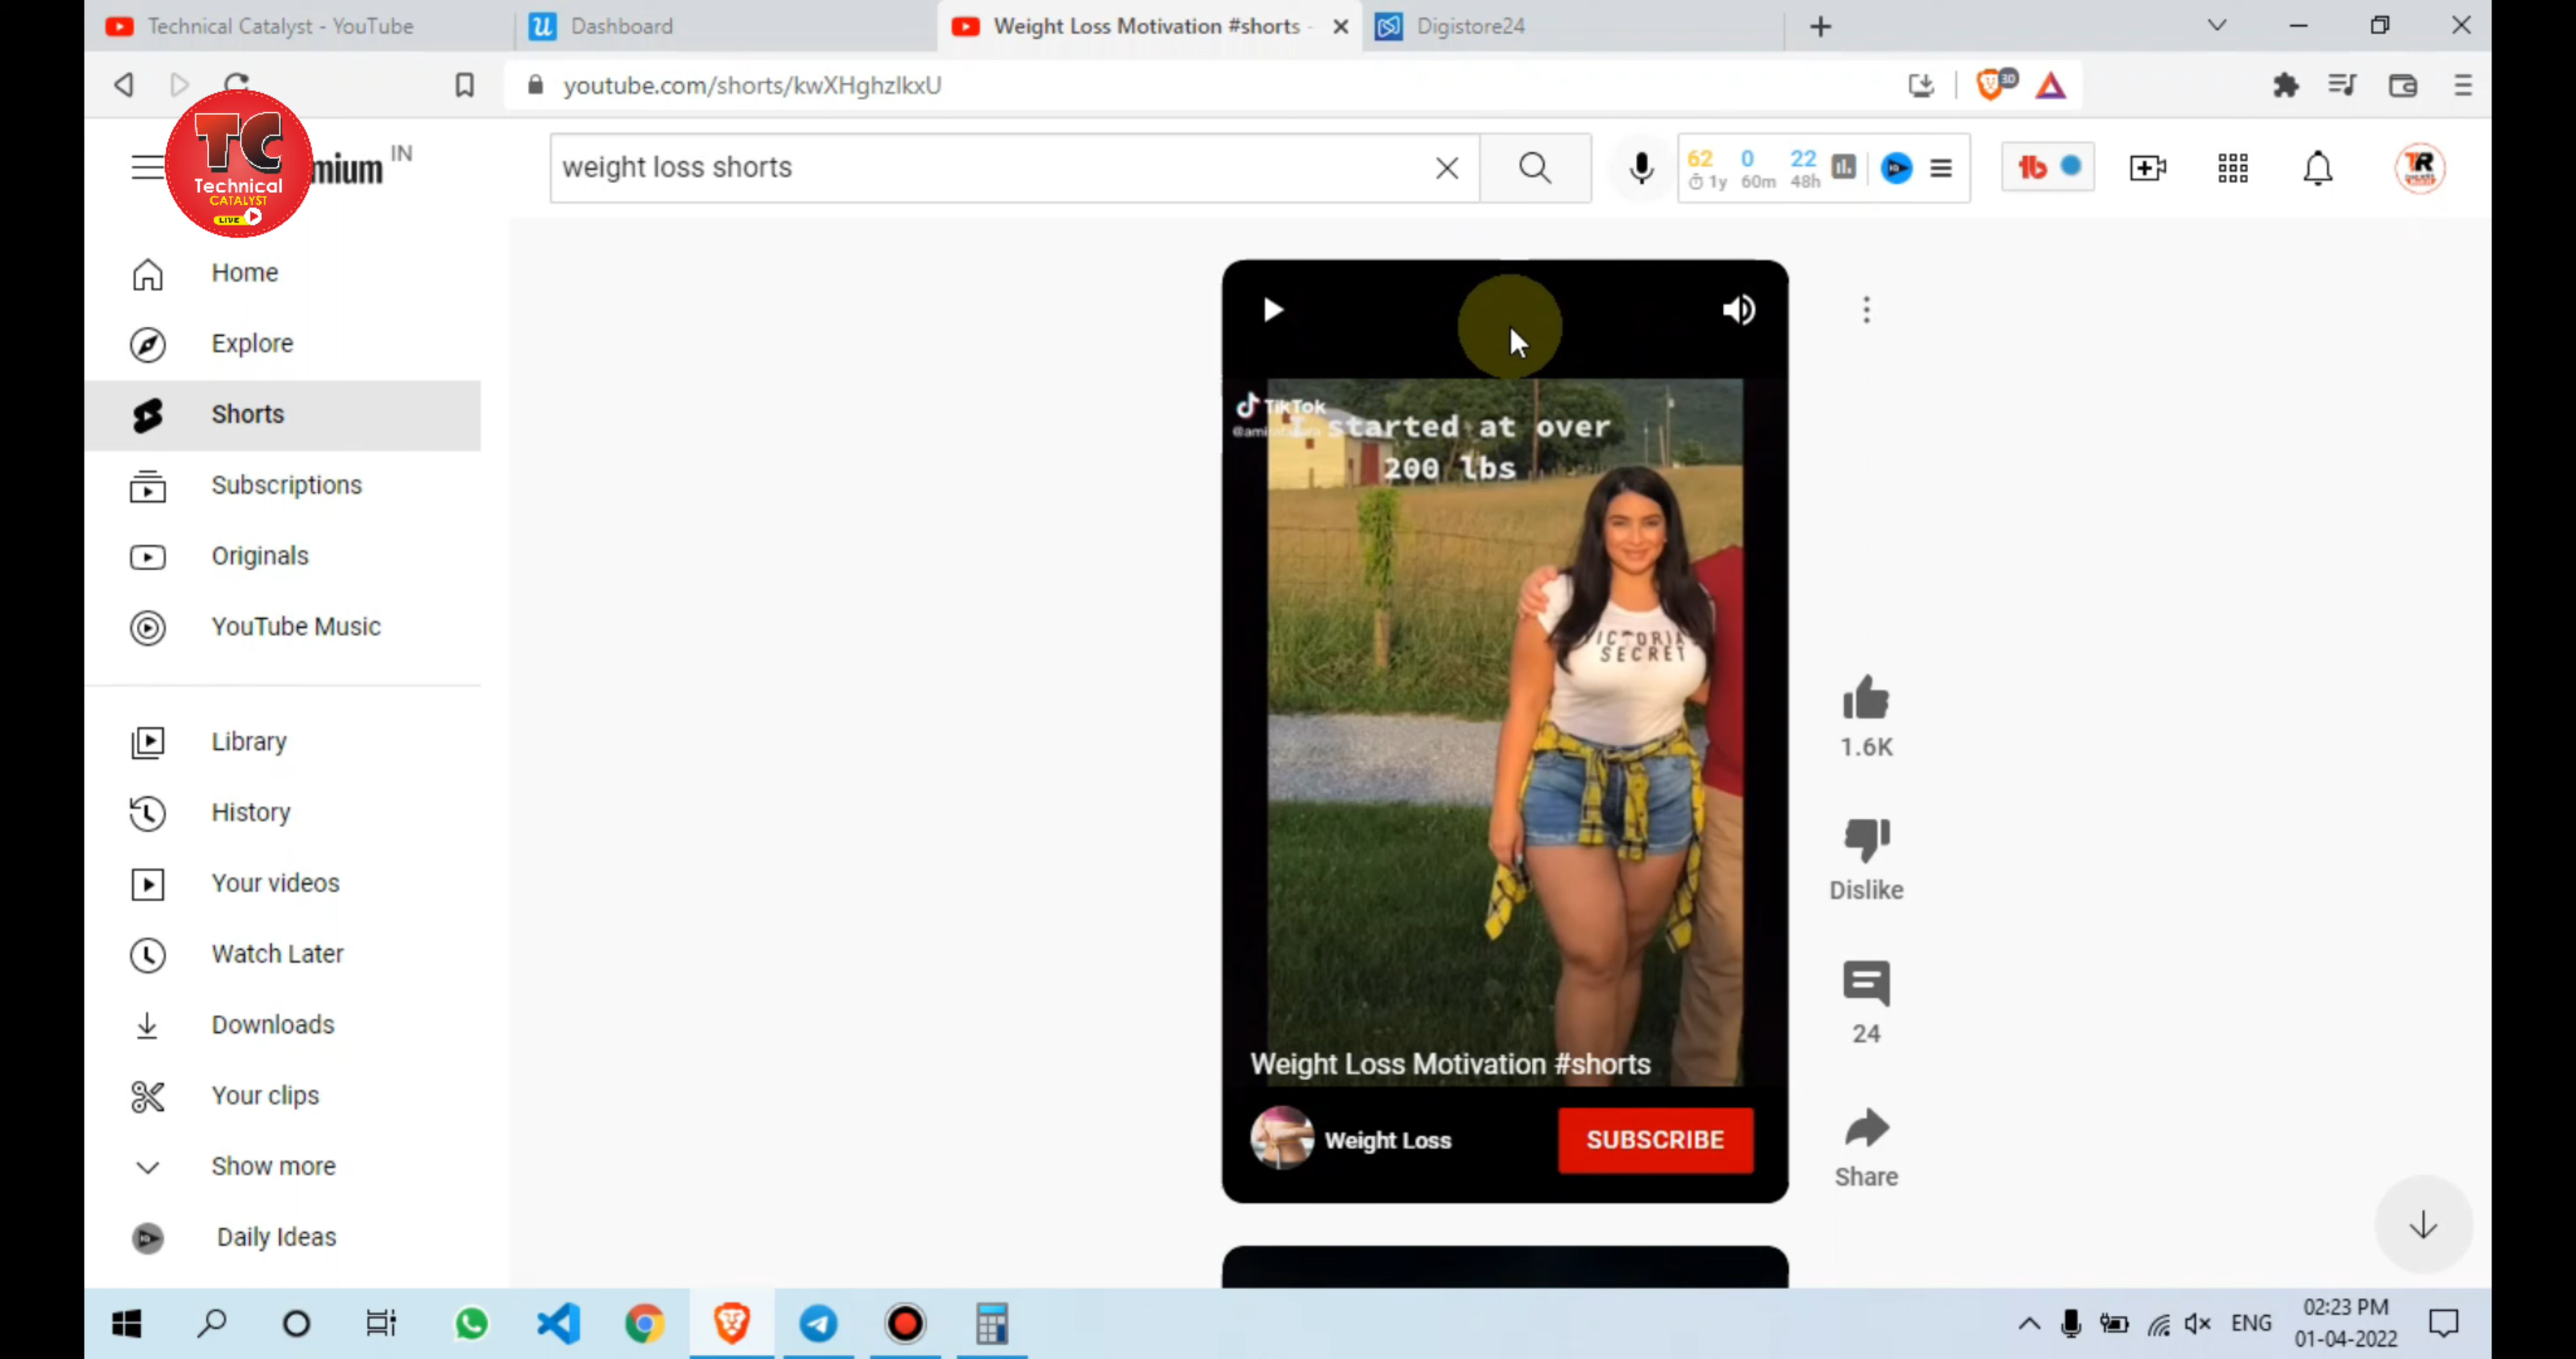 Technical Catalyst - YouTube
Dashboard
Weight Loss Motivation #shorts -
Digistore24
youtube.com/shorts/kwXHghzlkxU
30
TC
Technical
CATALYST
LIVE
mium IN
weight loss shorts
62 0 22
1y 60m 48h
Home
Explore
Shorts
Subscriptions
Originals
YouTube Music
Library
History
Your videos
Watch Later
Downloads
Your clips
Show more
Daily Ideas
TikTok
I started at over
200 lbs
VICTORIA
SECRET
Weight Loss Motivation #shorts
Weight Loss
SUBSCRIBE
1.6K
Dislike
24
Share
ENG
02:23 PM
01-04-2022